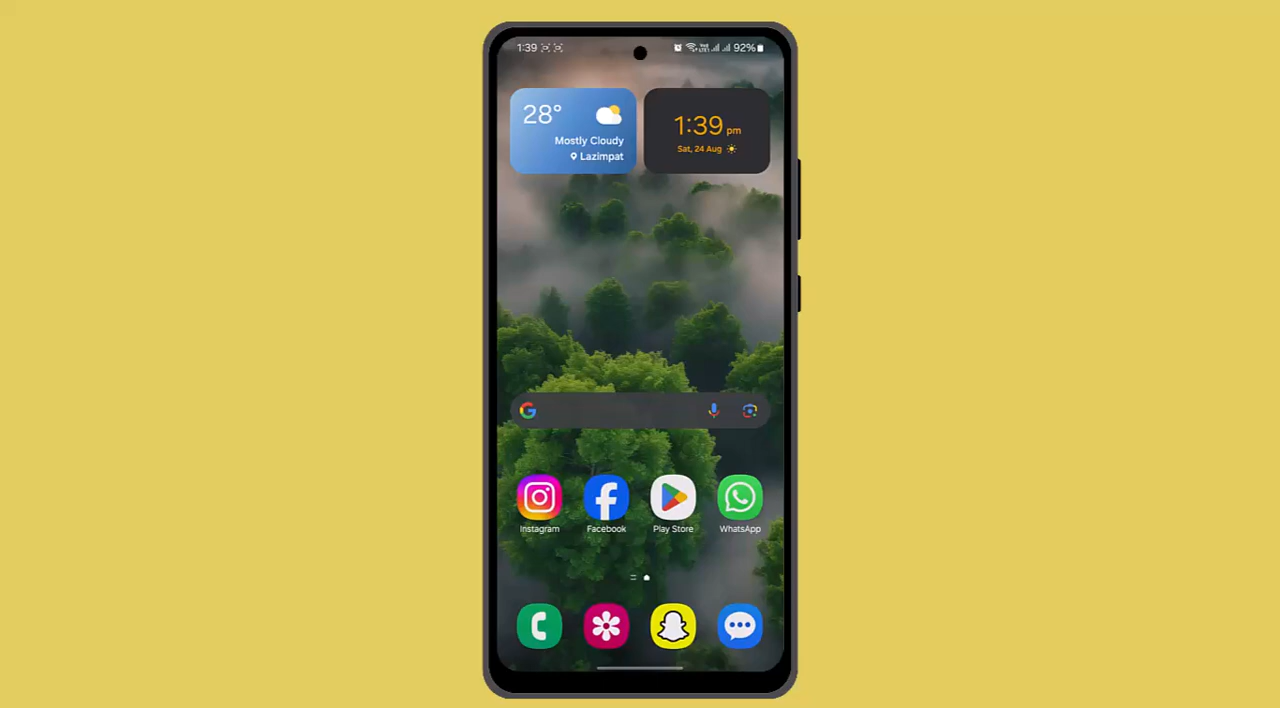 1:39
92%
28°
Mostly Cloudy
Lazimpat
1:39 pm
Sat, 24 Aug
Instagram
Facebook
Play Store
WhatsApp